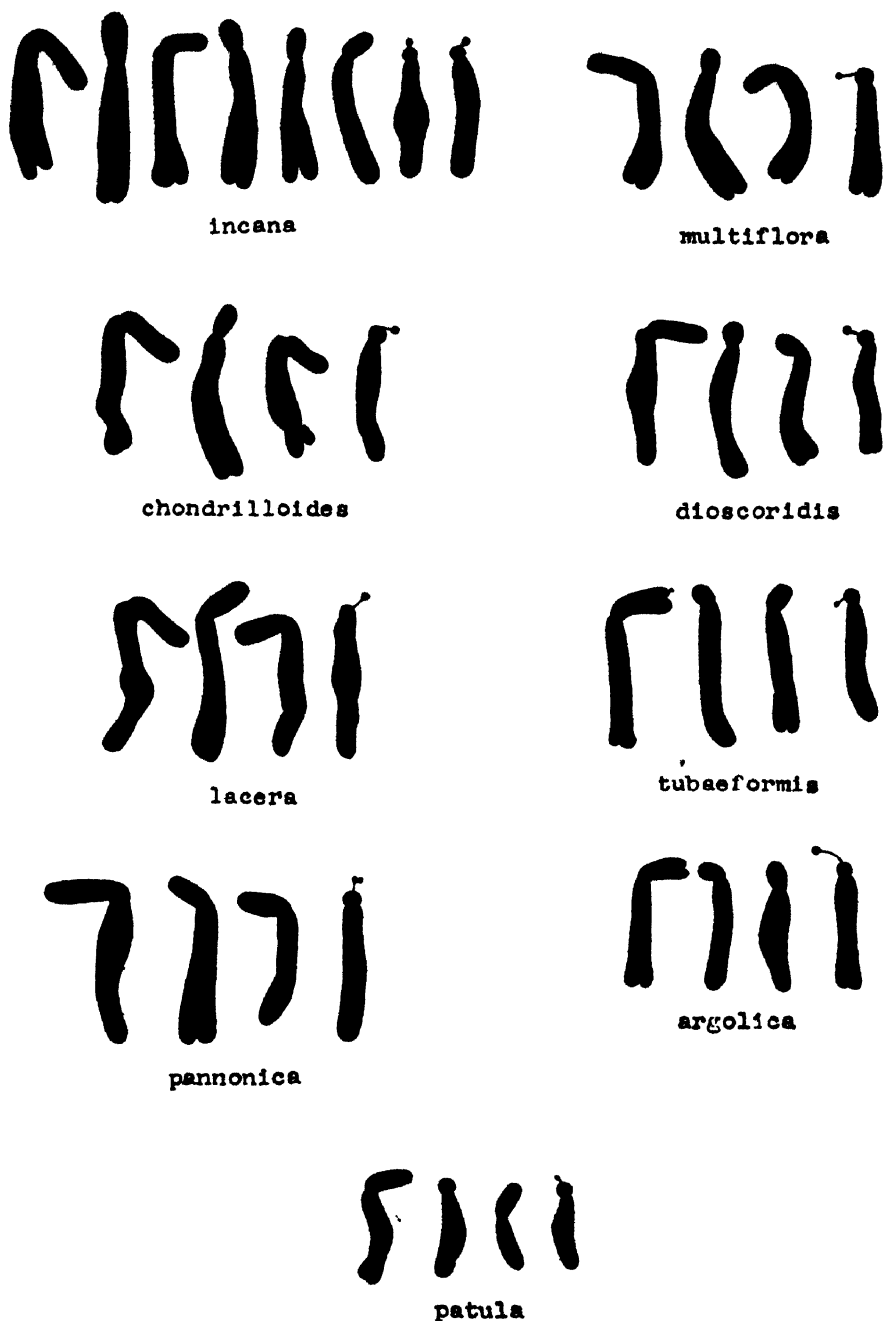 incana
multiflora
chondrilloides
dioscoridis
lacera
tubaeformis
pannonica
argolica
patula